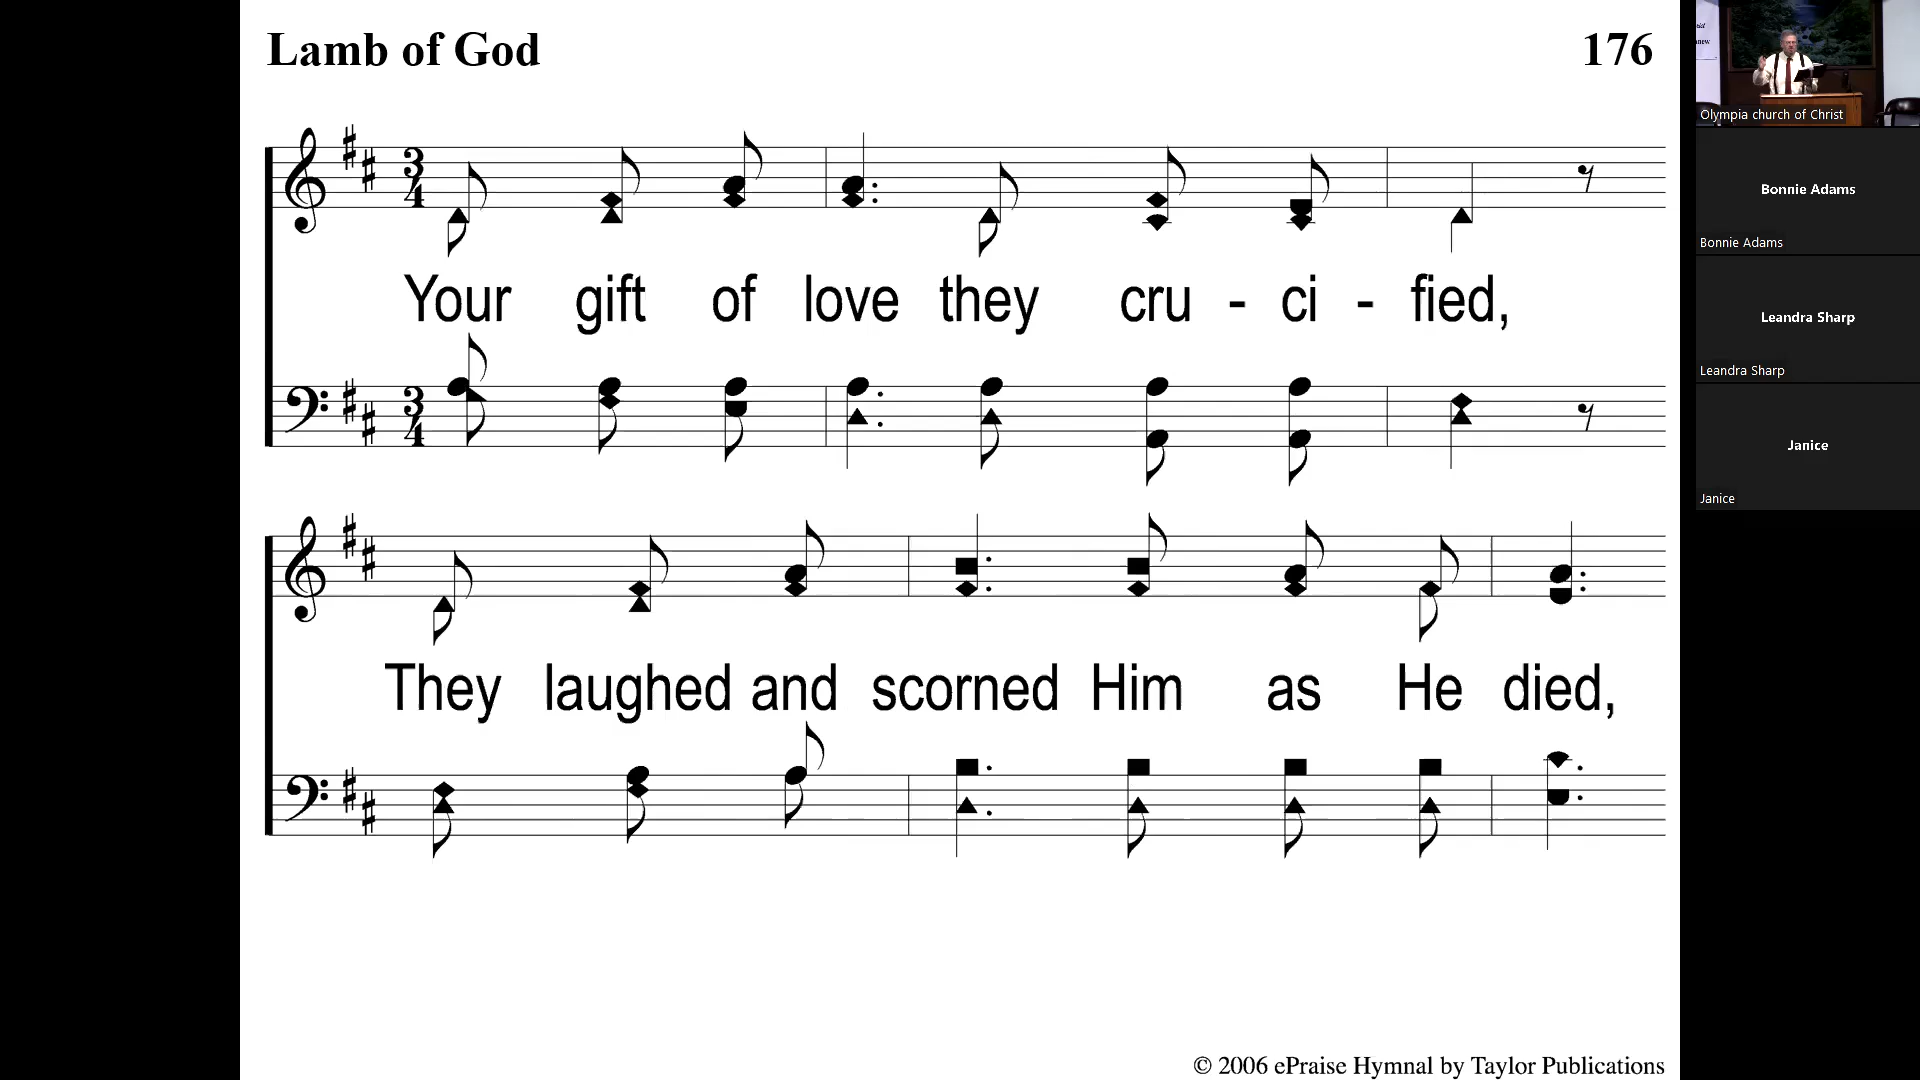 Lamb of God
176
Your gift of love they cru - ci - fied,
They laughed and scorned Him as He died,
© 2006 ePraise Hymnal by Taylor Publications
Olympia church of Christ
Bonnie Adams
Bonnie Adams
Leandra Sharp
Leandra Sharp
Janice
Janice